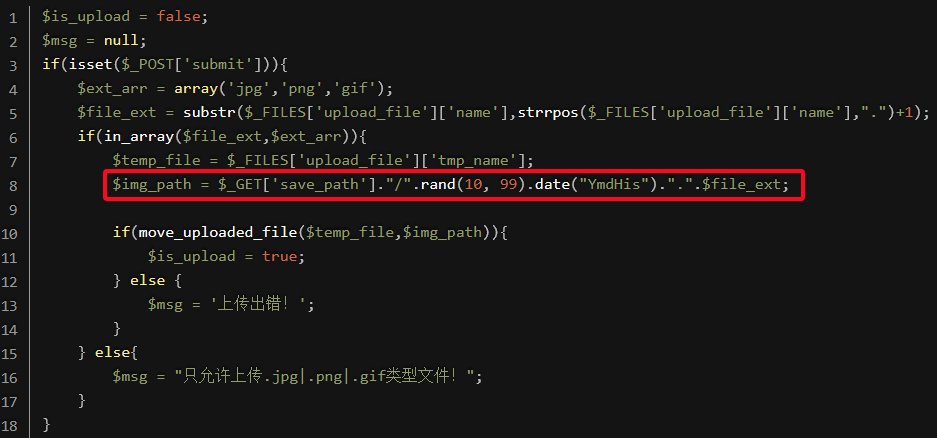 1 $is_upload = false;
2 $msg = null;
3 if(isset($_POST['submit'])){
4     $ext_arr = array('jpg','png','gif');
5     $file_ext = substr($_FILES['upload_file']['name'],strrpos($_FILES['upload_file']['name'],".")+1);
6     if(in_array($file_ext,$ext_arr)){
7         $temp_file = $_FILES['upload_file']['tmp_name'];
8         $img_path = $_GET['save_path']."/".rand(10, 99).date("YmdHis").".".$file_ext;
9
10         if(move_uploaded_file($temp_file,$img_path)){
11             $is_upload = true;
12         } else {
13             $msg = '上传出错！';
14         }
15     } else{
16         $msg = "只允许上传.jpg|.png|.gif类型文件！";
17     }
18 }